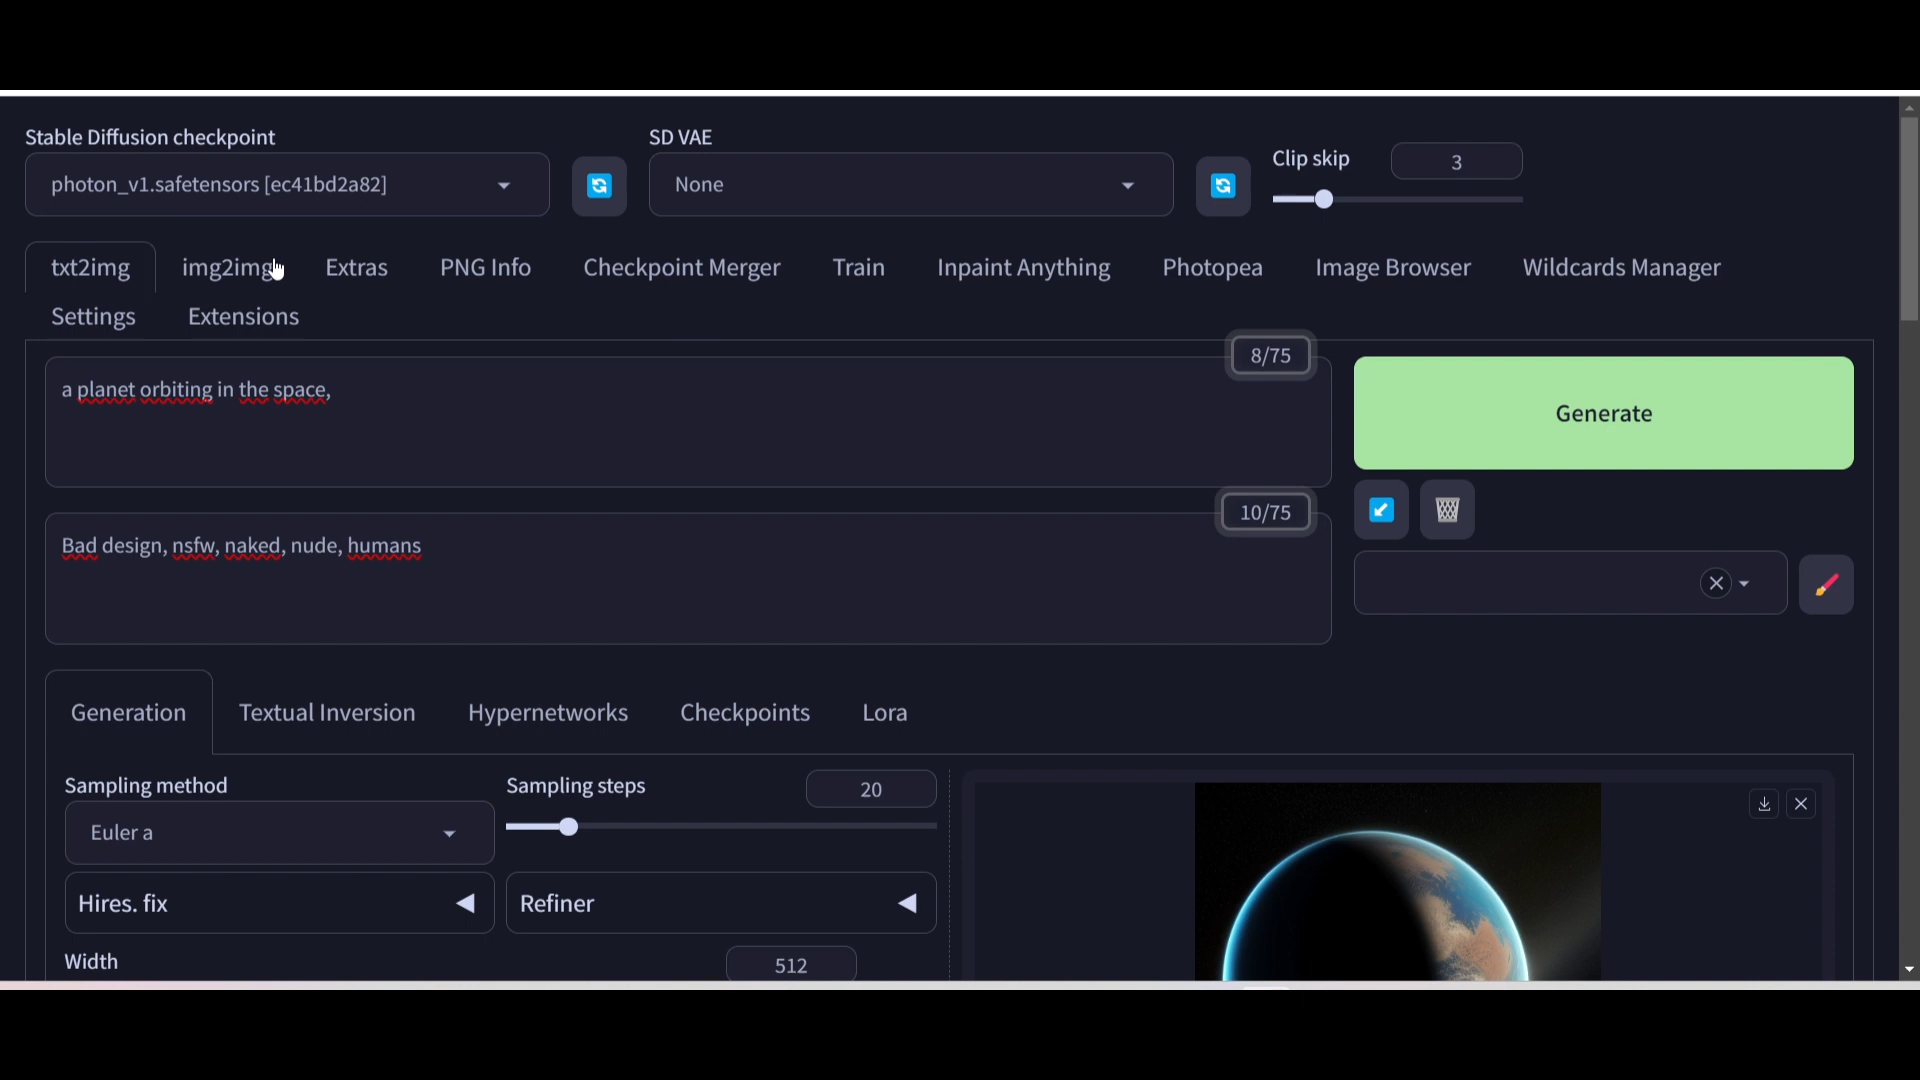 Stable Diffusion checkpoint
photon_v1.safetensors [ec41bd2a82]
SD VAE
None
Clip skip
3
txt2img img2img Extras PNG Info Checkpoint Merger Train Inpaint Anything Photopea Image Browser Wildcards Manager
Settings Extensions
8/75
a planet orbiting in the space,
Generate
10/75
Bad design, nsfw, naked, nude, humans
Generation Textual Inversion Hypernetworks Checkpoints Lora
Sampling method
Euler a
Sampling steps
20
Hires. fix
Refiner
Width
512